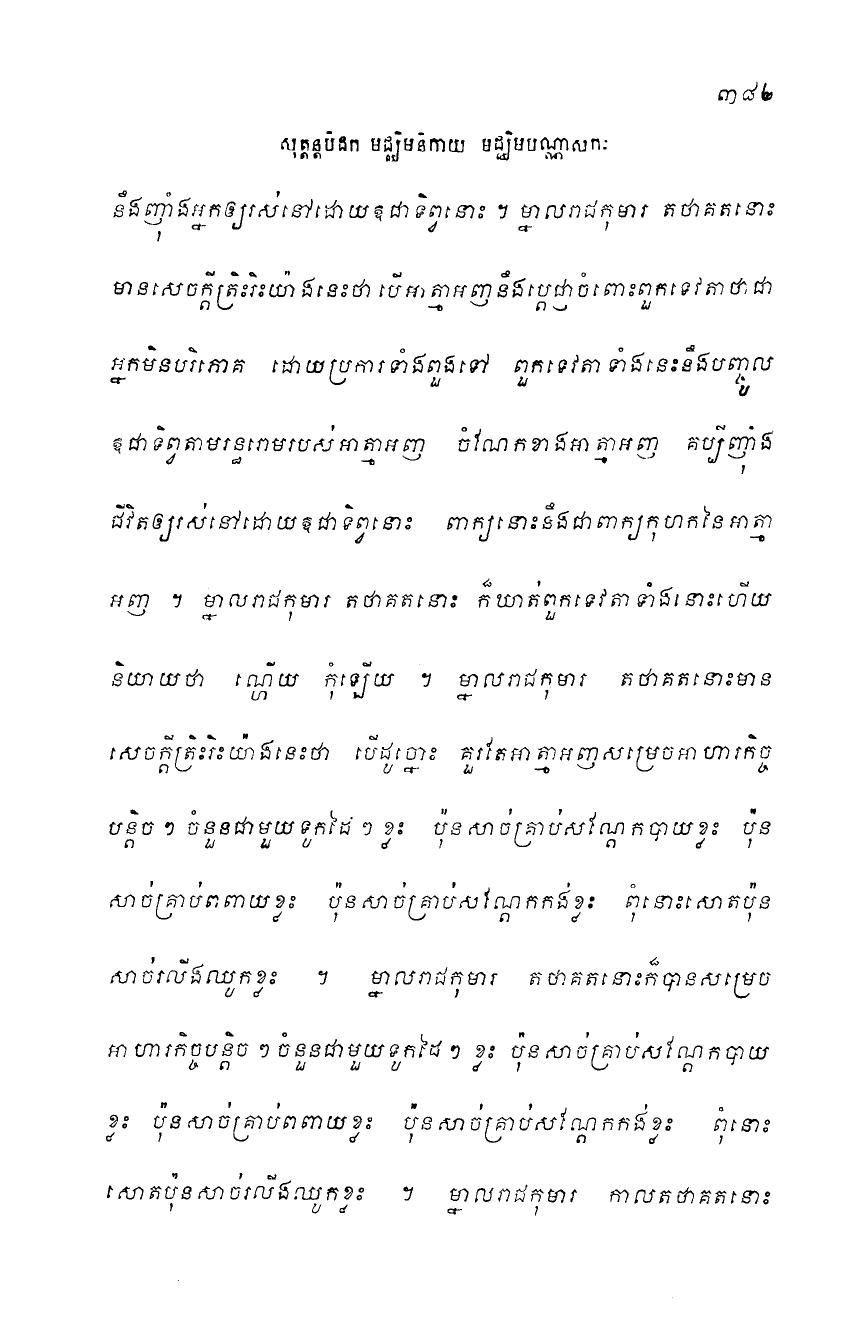 ៣៨៤
សុត្តន្តបិដក មជ្ឈិមនិកាយ មជ្ឈិមបណ្ណាសកៈ
នឹងញ៉ាំងអ្នកឲ្យរស់នៅដោយឱជាទិព្វនោះ ។ ម្នាលរាជកុមារ តថាគតនោះ
មានសេចក្តីត្រិះរិះយ៉ាងនេះថា បើអាត្មាអញនឹងប្តេជ្ញាចំពោះពួកទេវតាថាជា
អ្នកមិនបរិភោគ ដោយប្រការទាំងពួងទៅ ពួកទេវតាទាំងនេះនឹងបញ្ចូល
ឱជាទិព្វតាមរន្ធរោមរបស់អាត្មាអញ ចំណែកខាងអាត្មាអញ គប្បីញ៉ាំង
ជីវិតឲ្យរស់នៅដោយឱជាទិព្វនោះ ពាក្យនោះនឹងជាពាក្យកុហកនៃអាត្មា
អញ ។ ម្នាលរាជកុមារ តថាគតនោះ ក៏ឃាត់ពួកទេវតាទាំងនោះហើយ
និយាយថា ណ្ហើយ កុំឡើយ ។ ម្នាលរាជកុមារ តថាគតនោះមាន
សេចក្តីត្រិះរិះយ៉ាងនេះថា បើដូច្នោះ គួរតែអាត្មាអញសម្រេចអាហារកិច្ច
បន្តិច ៗ ចំនួនជាមួយទូកដៃ ៗ ខ្លះ ប៉ុនសាច់គ្រាប់សណ្តែកបាយខ្លះ ប៉ុន
សាច់គ្រាប់ពពាយខ្លះ ប៉ុនសាច់គ្រាប់សណ្តែកកង់ខ្លះ ពុំនោះសោតប៉ុន
សាច់រលីងឈូកខ្លះ ។ ម្នាលរាជកុមារ តថាគតនោះក៏បានសម្រេច
អាហារកិច្ចបន្តិច ៗ ចំនួនជាមួយទូកដៃ ៗ ខ្លះ ប៉ុនសាច់គ្រាប់សណ្តែកបាយ
ខ្លះ ប៉ុនសាច់គ្រាប់ពពាយខ្លះ ប៉ុនសាច់គ្រាប់សណ្តែកកង់ខ្លះ ពុំនោះ
សោតប៉ុនសាច់រលីងឈូកខ្លះ ។ ម្នាលរាជកុមារ កាលតថាគតនោះ